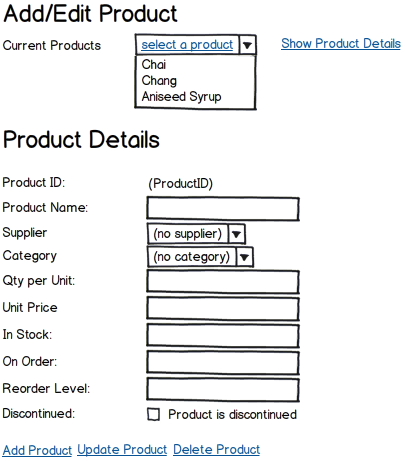 Add/Edit Product
Current Products select a product Show Product Details
Chai
Chang
Aniseed Syrup
Product Details
Product ID: (ProductID)
Product Name:
Supplier (no supplier)
Category (no category)
Qty per Unit:
Unit Price
In Stock:
On Order:
Reorder Level:
Discontinued: Product is discontinued
Add Product Update Product Delete Product